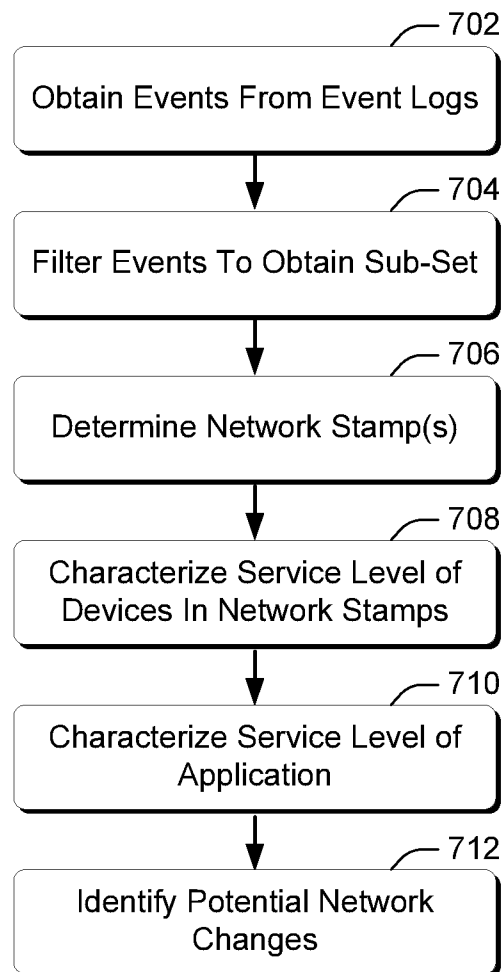 702
Obtain Events From Event Logs
704
Filter Events To Obtain Sub-Set
706
Determine Network Stamp(s)
708
Characterize Service Level of
Devices In Network Stamps
710
Characterize Service Level of
Application
712
Identify Potential Network
Changes